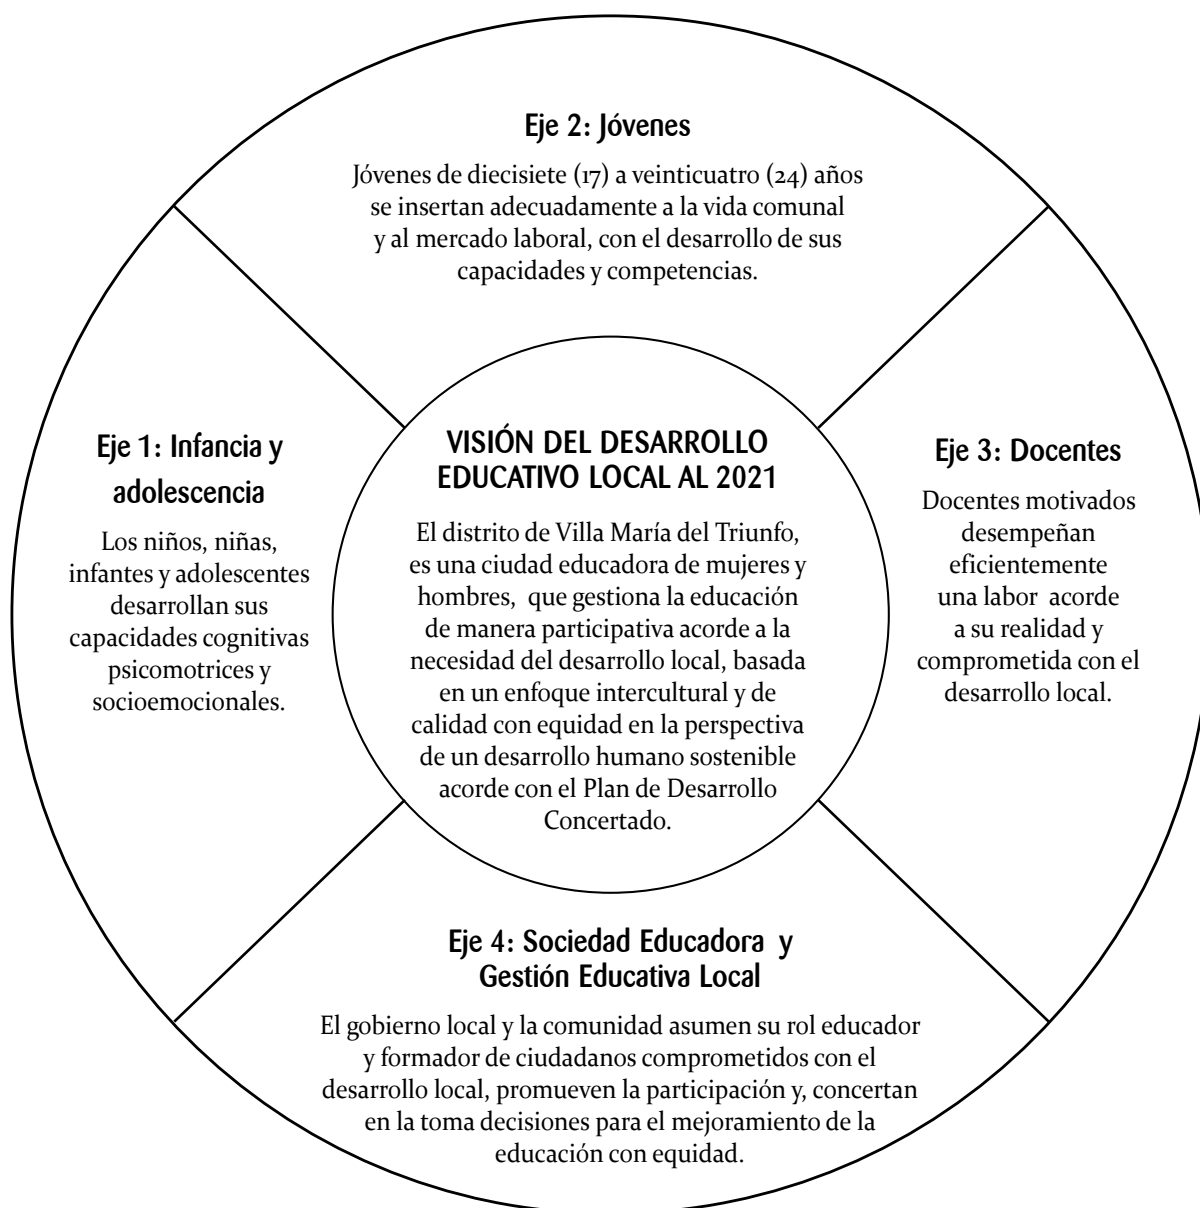 Eje 2: Jóvenes
Jóvenes de diecisiete (17) a veinticuatro (24) años
se insertan adecuadamente a la vida comunal
y al mercado laboral, con el desarrollo de sus
capacidades y competencias.
Eje 1: Infancia y
adolescencia
Los niños, niñas,
infantes y adolescentes
desarrollan sus
capacidades cognitivas
psicomotrices y
socioemocionales.
VISIÓN DEL DESARROLLO
EDUCATIVO LOCAL AL 2021
El distrito de Villa María del Triunfo,
es una ciudad educadora de mujeres y
hombres, que gestiona la educación
de manera participativa acorde a la
necesidad del desarrollo local, basada
en un enfoque intercultural y de
calidad con equidad en la perspectiva
de un desarrollo humano sostenible
acorde con el Plan de Desarrollo
Concertado.
Eje 3: Docentes
Docentes motivados
desempeñan
eficientemente
una labor acorde
a su realidad y
comprometida con el
desarrollo local.
Eje 4: Sociedad Educadora y
Gestión Educativa Local
El gobierno local y la comunidad asumen su rol educador
y formador de ciudadanos comprometidos con el
desarrollo local, promueven la participación y, concertan
en la toma decisiones para el mejoramiento de la
educación con equidad.